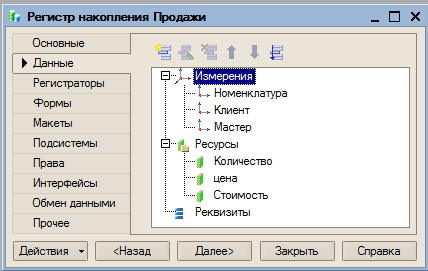 Регистр накопления Продажи
Основные
Данные
Регистраторы
Формы
Макеты
Подсистемы
Права
Интерфейсы
Обмен данными
Прочее
Измерения
Номенклатура
Клиент
Мастер
Ресурсы
Количество
цена
Стоимость
Реквизиты
Действия
<Назад
Далее>
Закрыть
Справка